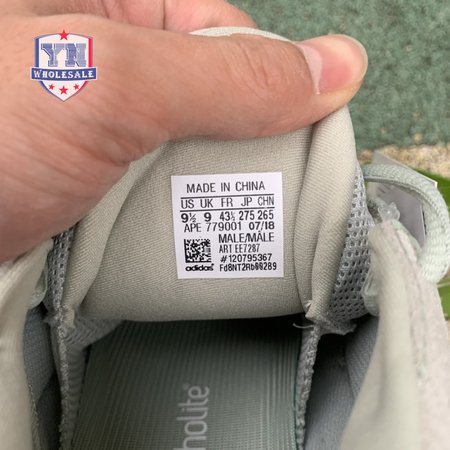 YN
WHOLESALE
MADE IN CHINA
US UK FR JP CHN
9½ 9 43⅓ 275 265
APE 779001 07/18
MALE/MÂLE
ART EE7287
#120795367
adidas Fd8NT2Rb00289
holite